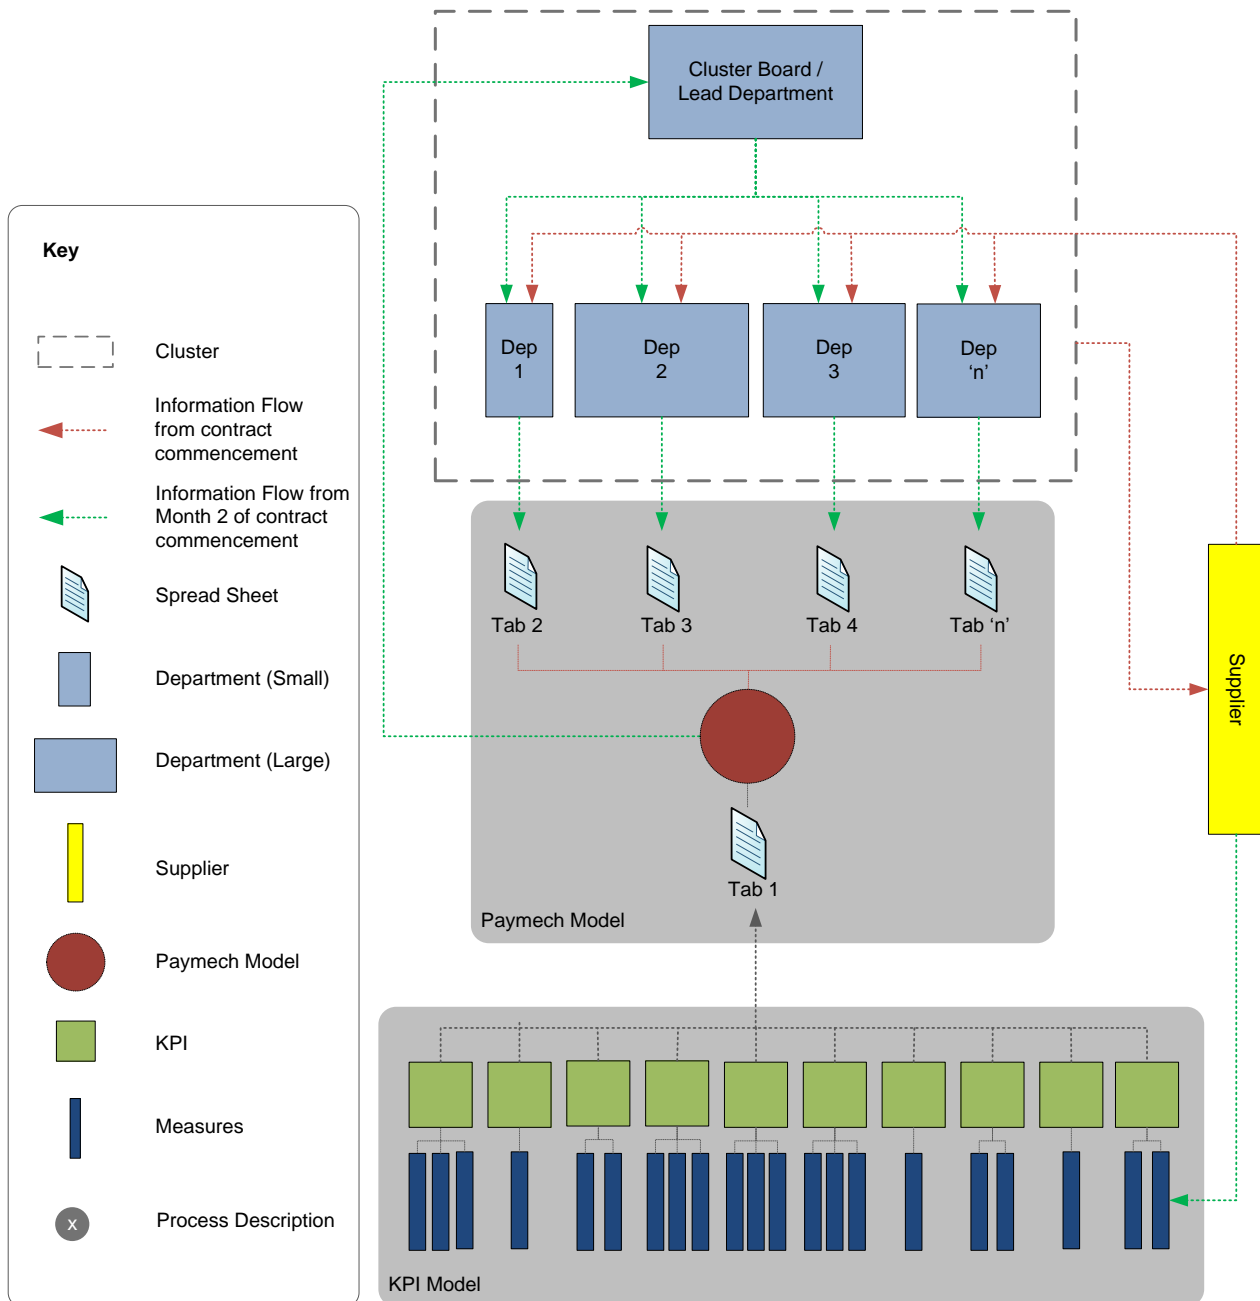 Cluster Board /
Lead Department
Key
Cluster
Information Flow
from contract
commencement
Information Flow from
Month 2 of contract
commencement
Spread Sheet
Department (Small)
Department (Large)
Supplier
Paymech Model
KPI
Measures
x
Process Description
Dep
1
Dep
2
Dep
3
Dep
‘n’
Tab 2
Tab 3
Tab 4
Tab ‘n’
Tab 1
Paymech Model
Supplier
KPI Model